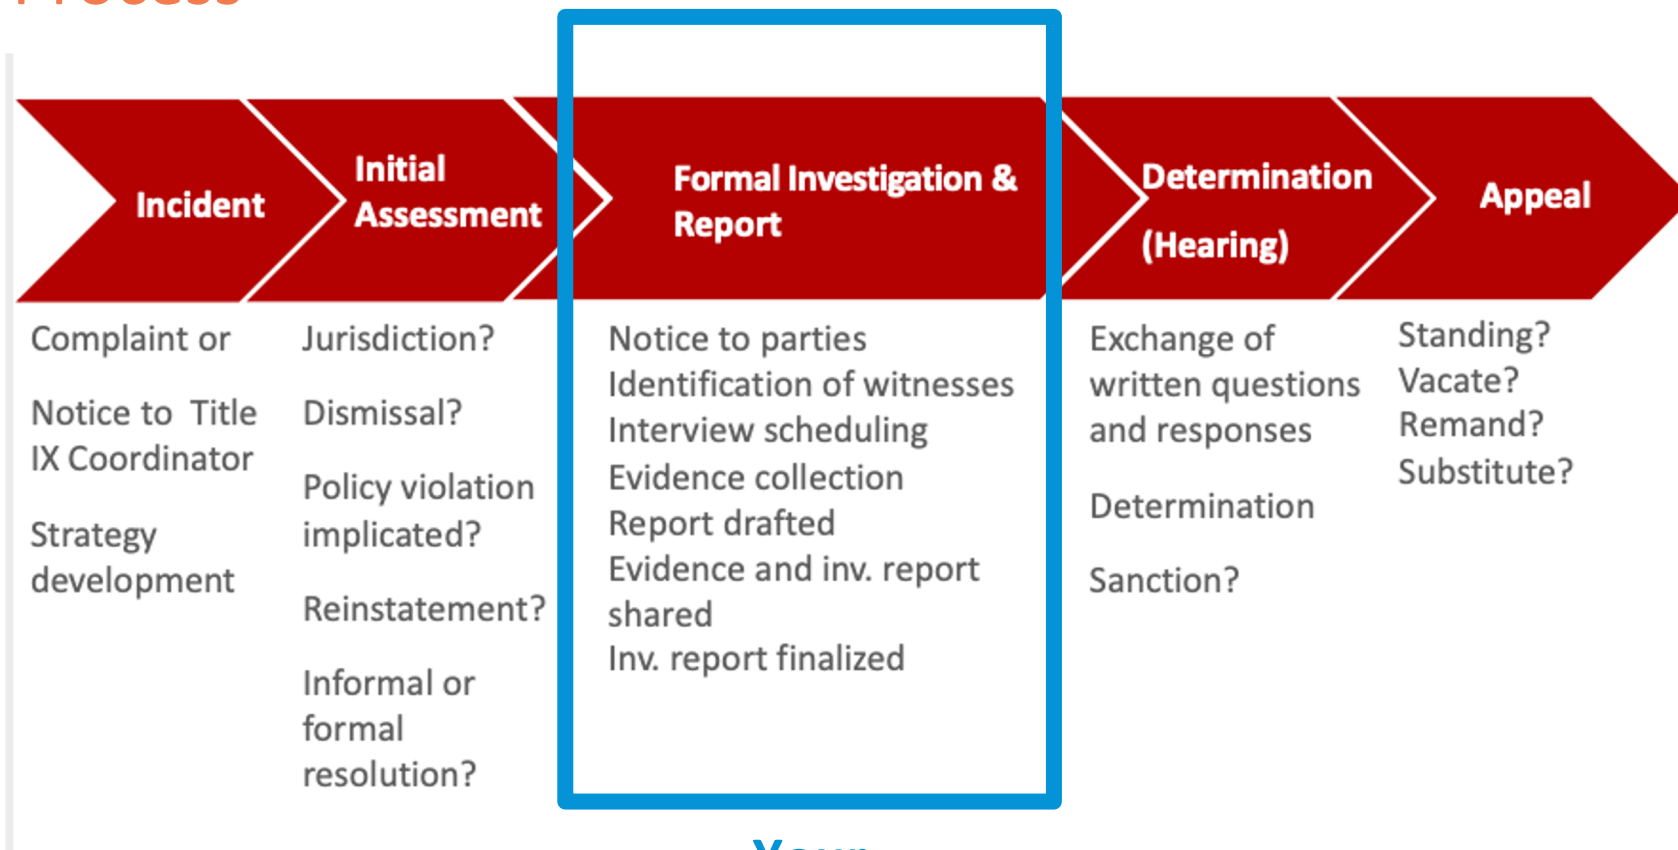 Process
Incident
Initial
Assessment
Formal Investigation &
Report
Determination
(Hearing)
Appeal
Complaint or
Notice to  Title
IX Coordinator
Strategy
development
Jurisdiction?
Dismissal?
Policy violation
implicated?
Reinstatement?
Informal or
formal
resolution?
Notice to parties
Identification of witnesses
Interview scheduling
Evidence collection
Report drafted
Evidence and inv. report
shared
Inv. report finalized
Exchange of
written questions
and responses
Determination
Sanction?
Standing?
Vacate?
Remand?
Substitute?